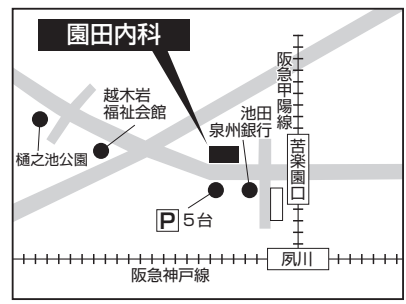 園田内科
越木岩
福祉会館
樋之池公園
池田
泉州銀行
阪急甲陽線
苦楽園口
P 5台
夙川
阪急神戸線